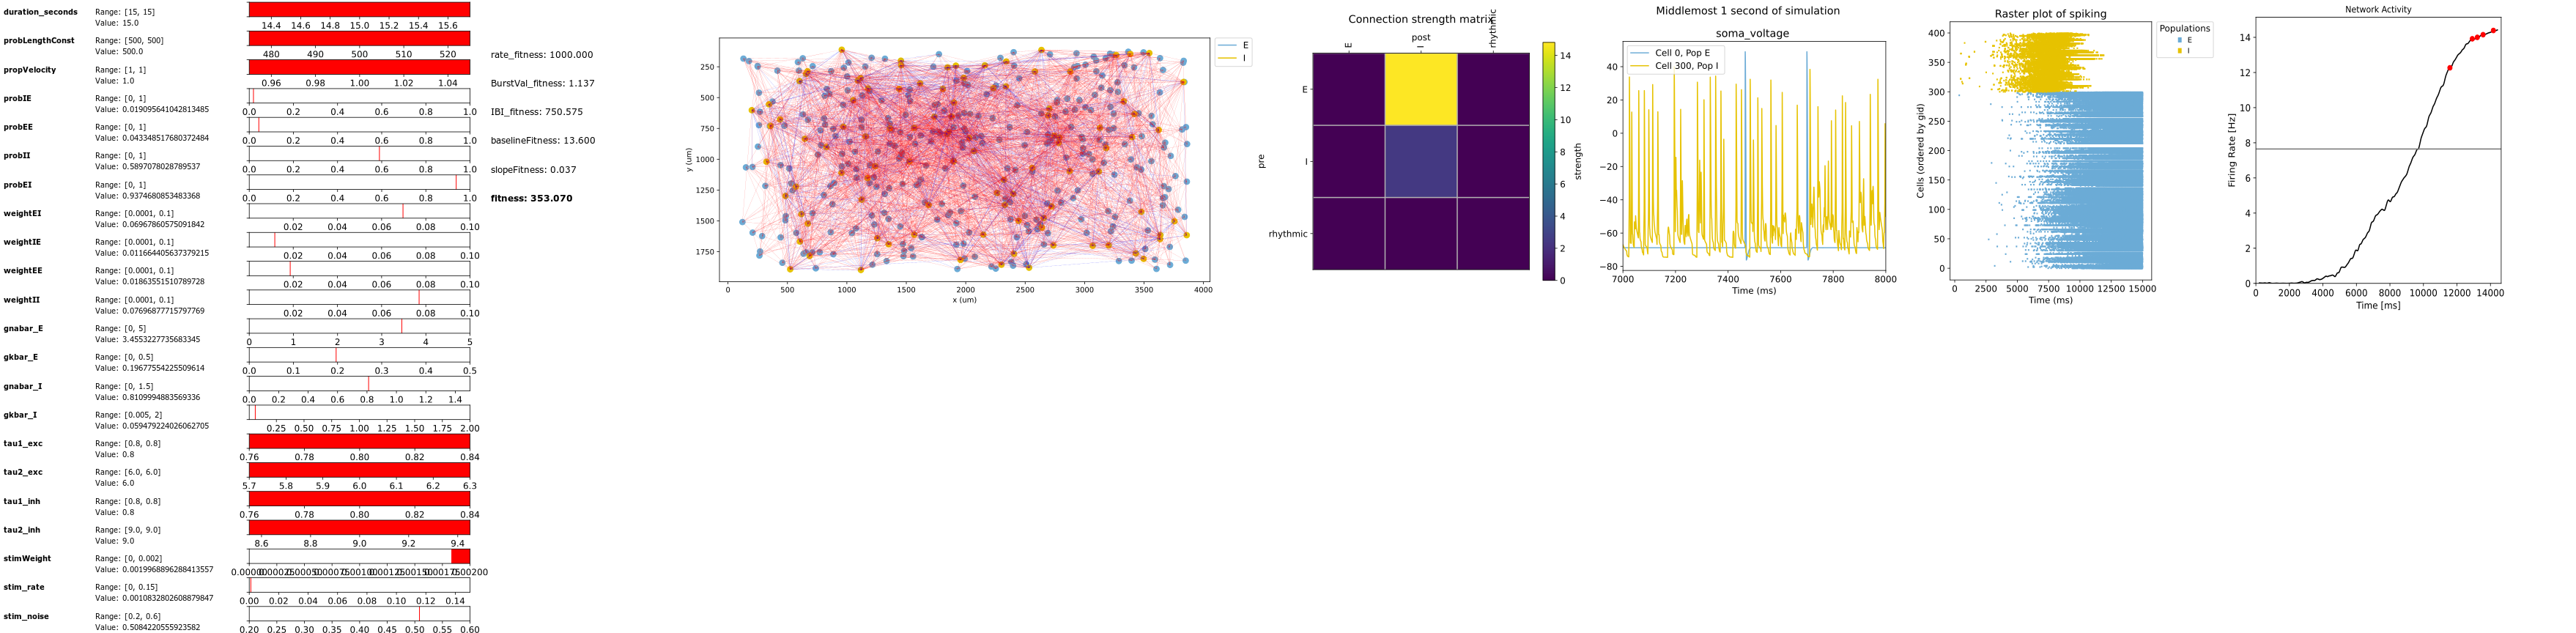 duration_seconds
Range: [15, 15]
Value: 15.0
14.4 14.6 14.8 15.0 15.2 15.4 15.6
probLengthConst
Range: [500, 500]
Value: 500.0
480 490 500 510 520
propVelocity
Range: [1, 1]
Value: 1.0
0.96 0.98 1.00 1.02 1.04
probIE
Range: [0, 1]
Value: 0.019095641042813485
0.0 0.2 0.4 0.6 0.8 1.0
probEE
Range: [0, 1]
Value: 0.043348517680372484
0.0 0.2 0.4 0.6 0.8 1.0
probII
Range: [0, 1]
Value: 0.5897078028789537
0.0 0.2 0.4 0.6 0.8 1.0
probEI
Range: [0, 1]
Value: 0.9374680853483368
0.0 0.2 0.4 0.6 0.8 1.0
weightEI
Range: [0.0001, 0.1]
Value: 0.06967860575091842
0.02 0.04 0.06 0.08 0.10
weightIE
Range: [0.0001, 0.1]
Value: 0.011664405637379215
0.02 0.04 0.06 0.08 0.10
weightEE
Range: [0.0001, 0.1]
Value: 0.01863551510789728
0.02 0.04 0.06 0.08 0.10
weightII
Range: [0.0001, 0.1]
Value: 0.07696877715797769
0.02 0.04 0.06 0.08 0.10
gnabar_E
Range: [0, 5]
Value: 3.4553227735683345
0 1 2 3 4 5
gkbar_E
Range: [0, 0.5]
Value: 0.19677554225509614
0.0 0.1 0.2 0.3 0.4 0.5
gnabar_I
Range: [0, 1.5]
Value: 0.8109994883569336
0.0 0.2 0.4 0.6 0.8 1.0 1.2 1.4
gkbar_I
Range: [0.005, 2]
Value: 0.059479224026062705
0.25 0.50 0.75 1.00 1.25 1.50 1.75 2.00
tau1_exc
Range: [0.8, 0.8]
Value: 0.8
0.76 0.78 0.80 0.82 0.84
tau2_exc
Range: [6.0, 6.0]
Value: 6.0
5.7 5.8 5.9 6.0 6.1 6.2 6.3
tau1_inh
Range: [0.8, 0.8]
Value: 0.8
0.76 0.78 0.80 0.82 0.84
tau2_inh
Range: [9.0, 9.0]
Value: 9.0
8.6 8.8 9.0 9.2 9.4
stimWeight
Range: [0, 0.002]
Value: 0.0019968896288413557
stim_rate
Range: [0, 0.15]
Value: 0.0010832802608879847
0.00 0.02 0.04 0.06 0.08 0.10 0.12 0.14
stim_noise
Range: [0.2, 0.6]
Value: 0.5084220555923582
0.20 0.25 0.30 0.35 0.40 0.45 0.50 0.55 0.60
rate_fitness: 1000.000
BurstVal_fitness: 1.137
IBI_fitness: 750.575
baselineFitness: 13.600
slopeFitness: 0.037
fitness: 353.070
y (um)
250
500
750
1000
1250
1500
1750
0 500 1000 1500 2000 2500 3000 3500 4000
x (um)
E
I
Connection strength matrix
post
E I rhythmic
pre
E
I
rhythmic
14
12
10
8
6
4
2
0
strength
Middlemost 1 second of simulation
soma_voltage
Cell 0, Pop E
Cell 300, Pop I
40
20
0
−20
−40
−60
−80
7000 7200 7400 7600 7800 8000
Time (ms)
Raster plot of spiking
Cells (ordered by gid)
400
350
300
250
200
150
100
50
0
0 2500 5000 7500 10000 12500 15000
Time (ms)
Populations
E
I
Network Activity
Firing Rate [Hz]
14
12
10
8
6
4
2
0
0 2000 4000 6000 8000 10000 12000 14000
Time [ms]